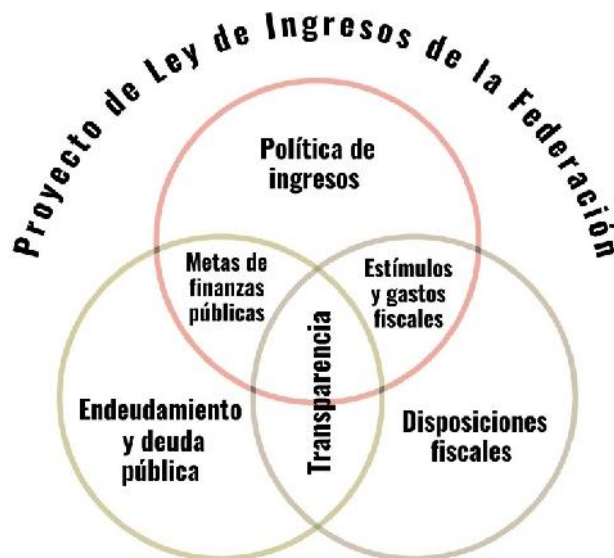 Proyecto de Ley de Ingresos de la Federación
Política de
ingresos
Metas de
finanzas
públicas
Estímulos
y gastos
fiscales
Transparencia
Endeudamiento
y deuda
pública
Disposiciones
fiscales